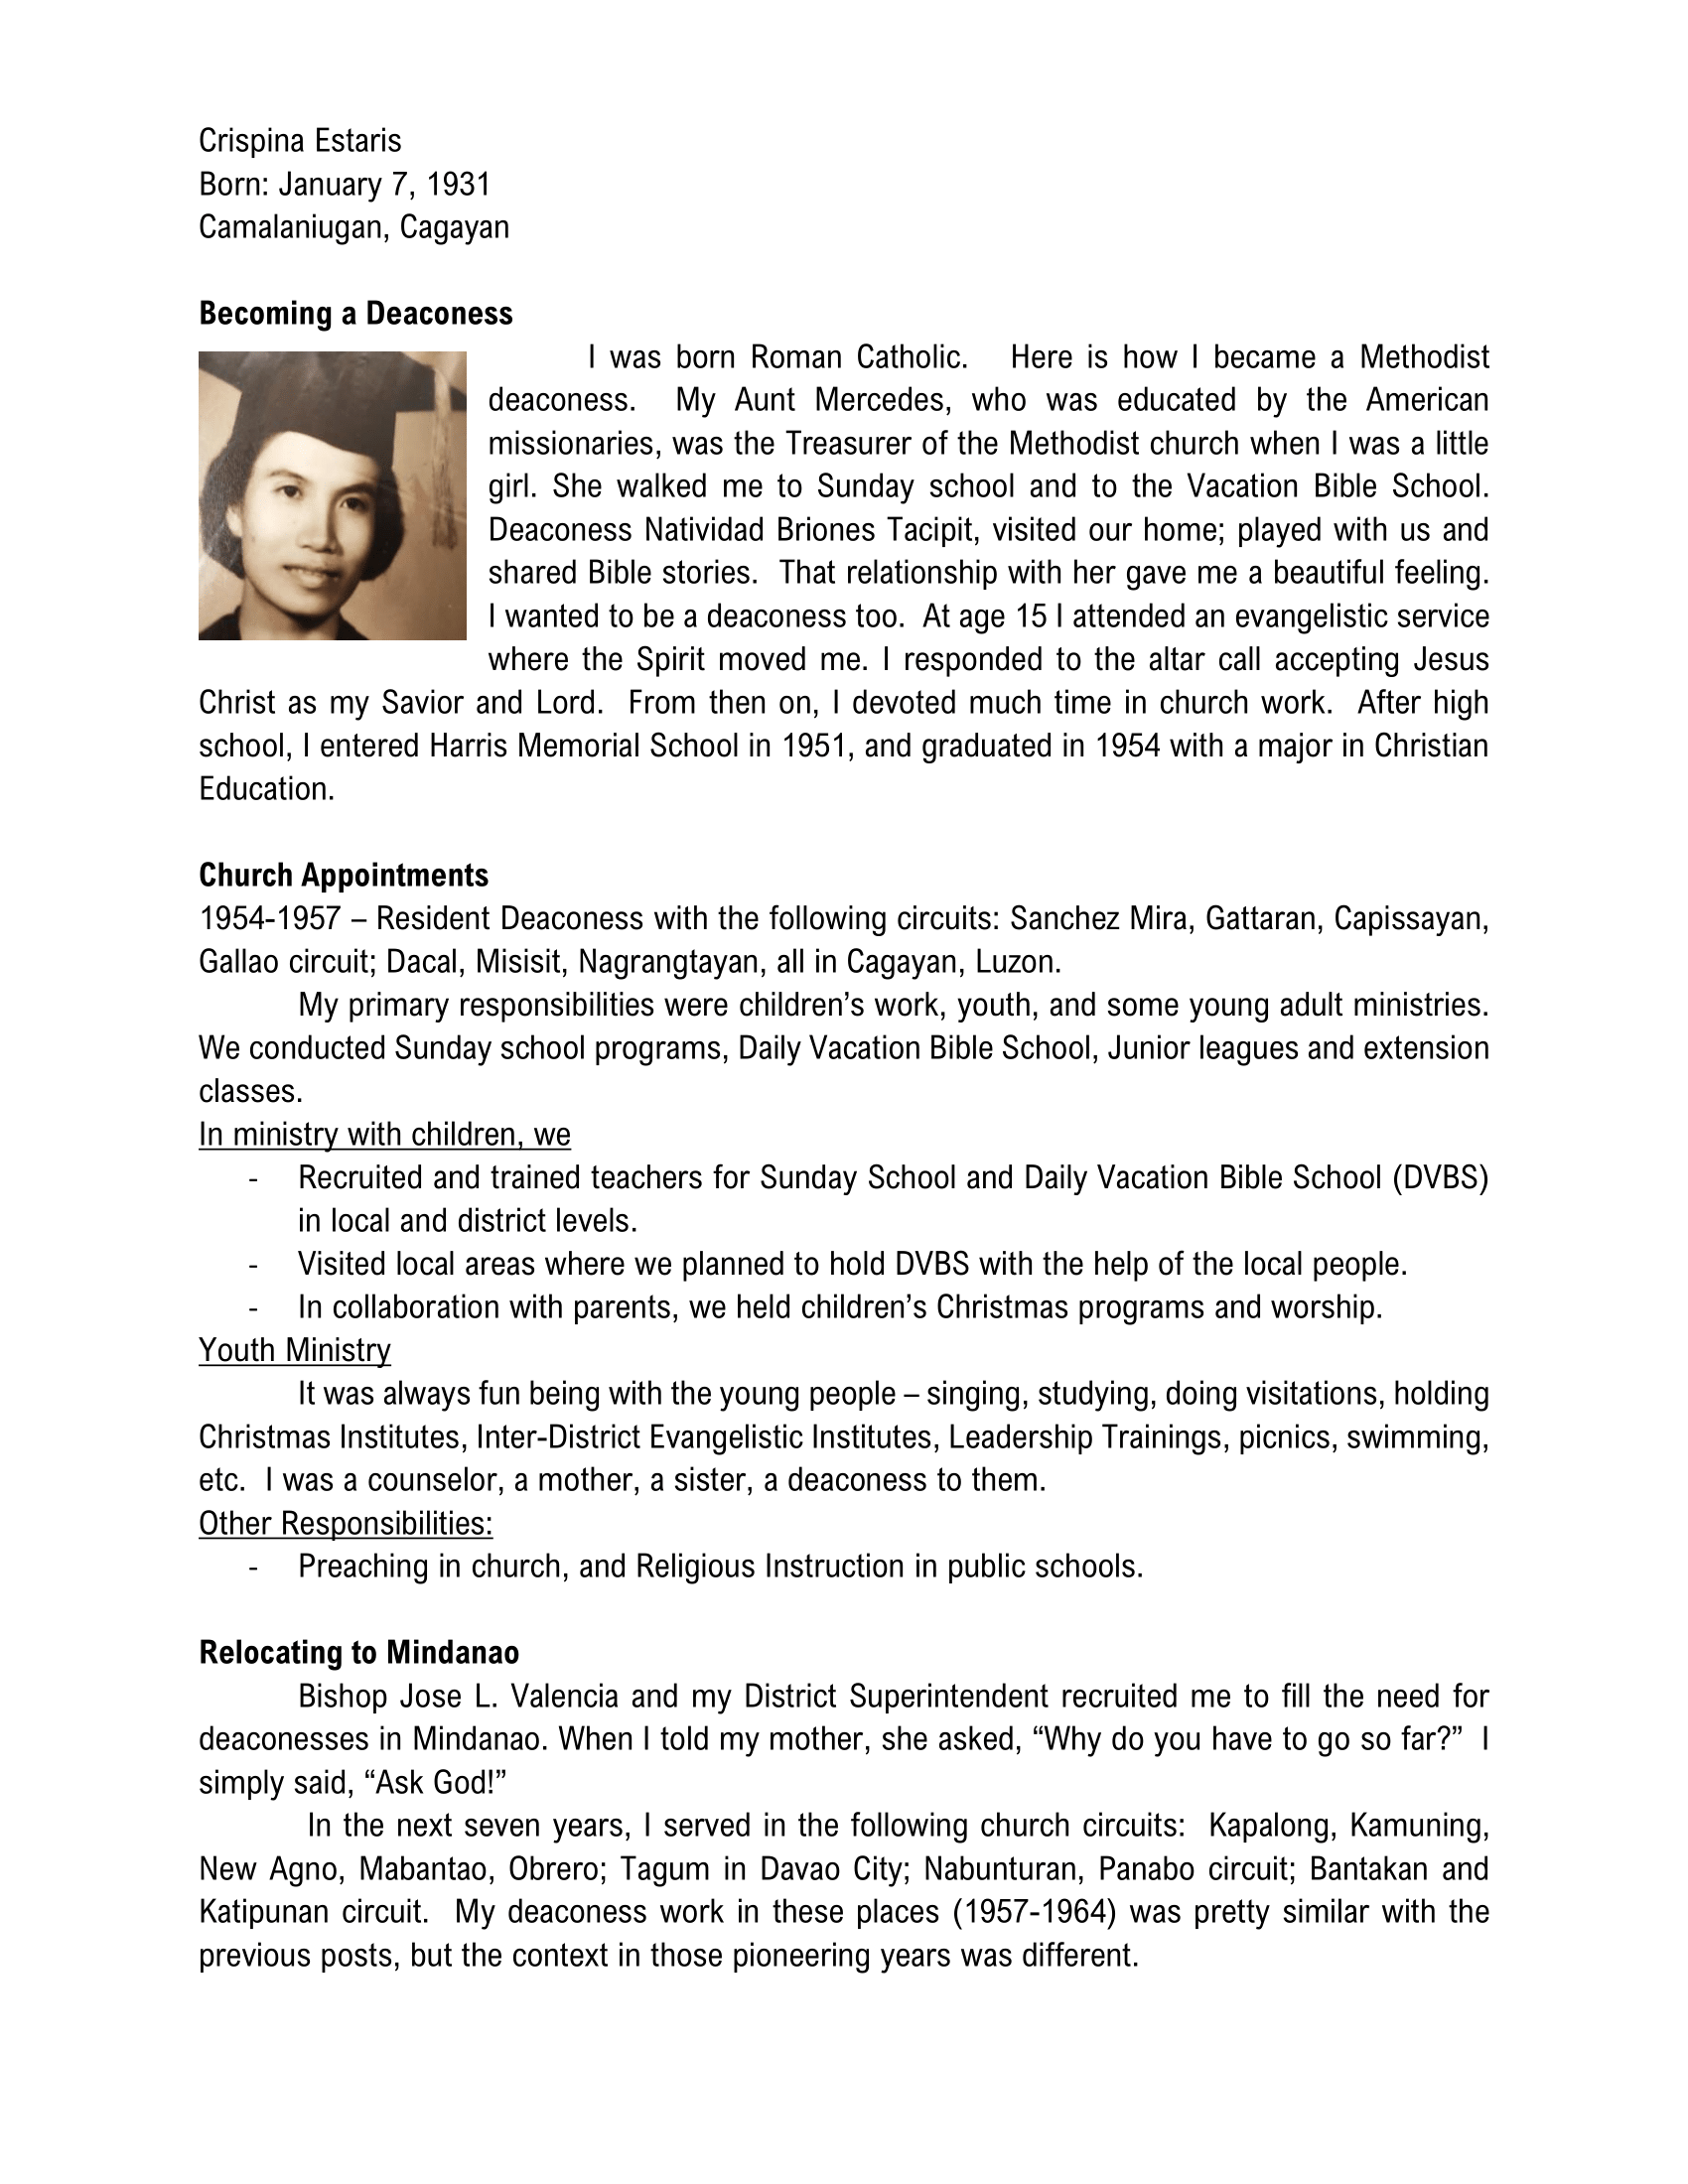 Crispina Estaris
Born: January 7, 1931
Camalaniugan, Cagayan
Becoming a Deaconess
I was born Roman Catholic.  Here is how I became a Methodist
deaconess.  My Aunt Mercedes, who was educated by the American
missionaries, was the Treasurer of the Methodist church when I was a little
girl. She walked me to Sunday school and to the Vacation Bible School.
Deaconess Natividad Briones Tacipit, visited our home; played with us and
shared Bible stories.  That relationship with her gave me a beautiful feeling.
I wanted to be a deaconess too.  At age 15 I attended an evangelistic service
where the Spirit moved me. I responded to the altar call accepting Jesus
Christ as my Savior and Lord.  From then on, I devoted much time in church work.  After high
school, I entered Harris Memorial School in 1951, and graduated in 1954 with a major in Christian
Education.
Church Appointments
1954-1957 – Resident Deaconess with the following circuits: Sanchez Mira, Gattaran, Capissayan,
Gallao circuit; Dacal, Misisit, Nagrangtayan, all in Cagayan, Luzon.
My primary responsibilities were children’s work, youth, and some young adult ministries.
We conducted Sunday school programs, Daily Vacation Bible School, Junior leagues and extension
classes.
In ministry with children, we
- Recruited and trained teachers for Sunday School and Daily Vacation Bible School (DVBS)
in local and district levels.
- Visited local areas where we planned to hold DVBS with the help of the local people.
- In collaboration with parents, we held children’s Christmas programs and worship.
Youth Ministry
It was always fun being with the young people – singing, studying, doing visitations, holding
Christmas Institutes, Inter-District Evangelistic Institutes, Leadership Trainings, picnics, swimming,
etc.  I was a counselor, a mother, a sister, a deaconess to them.
Other Responsibilities:
- Preaching in church, and Religious Instruction in public schools.
Relocating to Mindanao
Bishop Jose L. Valencia and my District Superintendent recruited me to fill the need for
deaconesses in Mindanao. When I told my mother, she asked, “Why do you have to go so far?”  I
simply said, “Ask God!”
In the next seven years, I served in the following church circuits:  Kapalong, Kamuning,
New Agno, Mabantao, Obrero; Tagum in Davao City; Nabunturan, Panabo circuit; Bantakan and
Katipunan circuit.  My deaconess work in these places (1957-1964) was pretty similar with the
previous posts, but the context in those pioneering years was different.